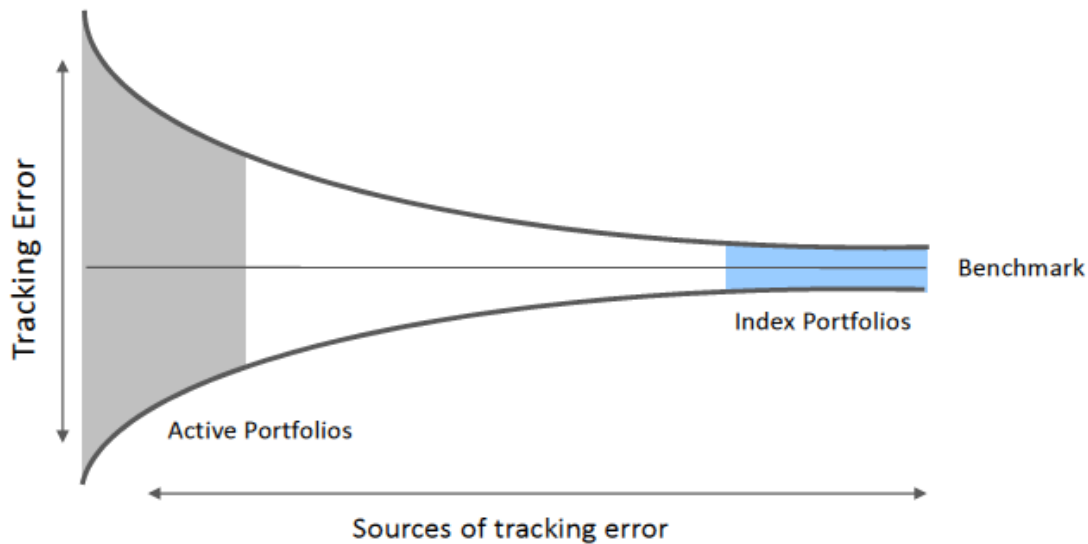 Tracking Error
Benchmark
Index Portfolios
Active Portfolios
Sources of tracking error